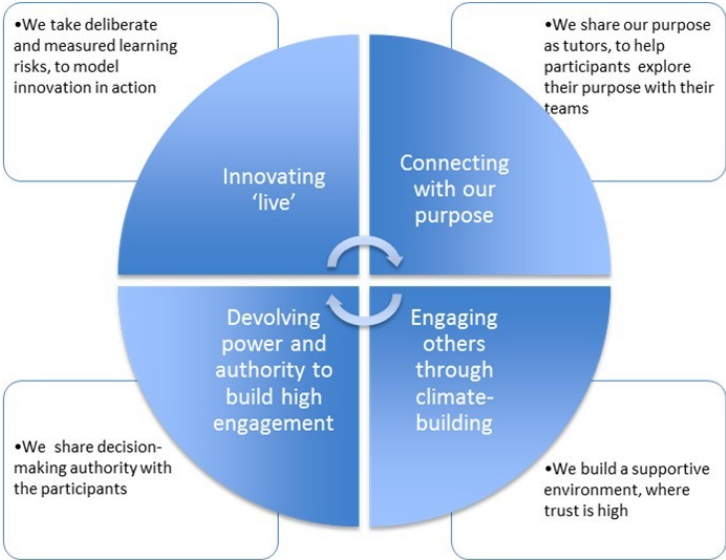 •We take deliberate
and measured learning
risks, to model
innovation in action
•We share our purpose
as tutors, to help
participants explore
their purpose with their
teams
Innovating
‘live’
Connecting
with our
purpose
Devolving
power and
authority to
build high
engagement
Engaging
others
through
climate-
building
•We share decision-
making authority with
the participants
•We build a supportive
environment, where
trust is high